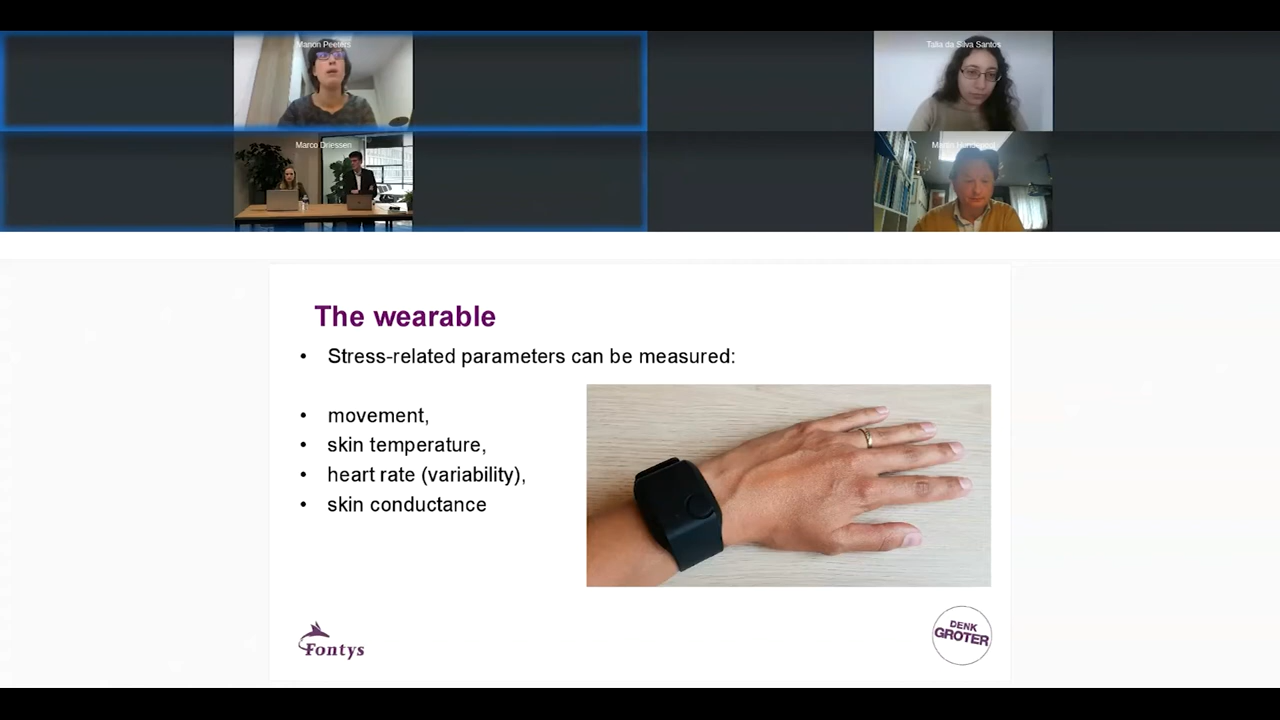 Manon Peeters
Talia da Silva Santos
Marco Driessen
The wearable
• Stress-related parameters can be measured:
• movement,
• skin temperature,
• heart rate (variability),
• skin conductance
Fontys
DENK
GROTER